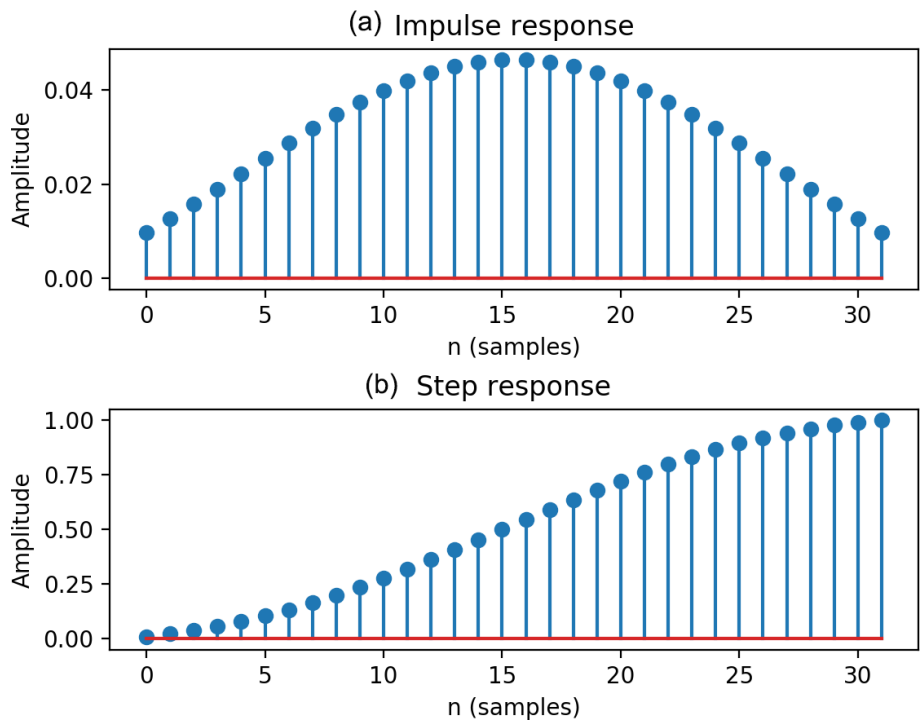 (a) Impulse response
Amplitude
0.04
0.02
0.00
0 5 10 15 20 25 30
n (samples)
(b) Step response
Amplitude
1.00
0.75
0.50
0.25
0.00
0 5 10 15 20 25 30
n (samples)